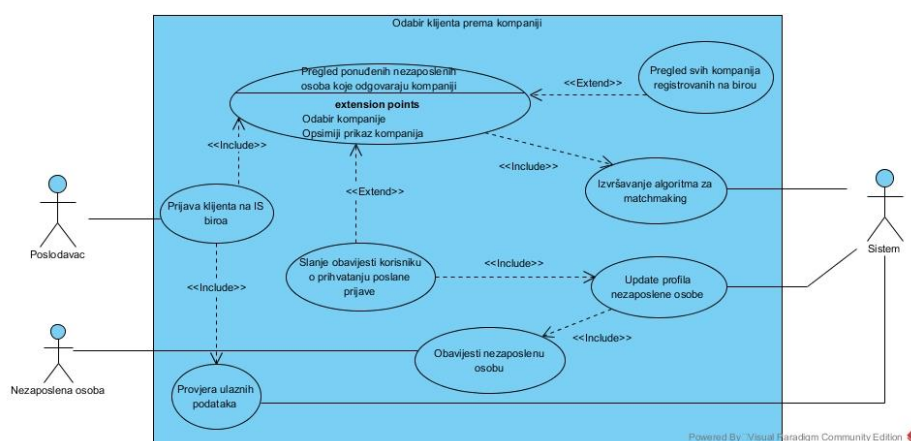 Odabir klijenta prema kompaniji
Pregled ponuđenih nezaposlenih
osoba koje odgovaraju kompaniji
extension points
Odabir kompanije
Opsimiji prikaz kompanija
<<Extend>>
Pregled svih kompanija
registrovanih na birou
<<Include>>
<<Include>>
<<Extend>>
Izvršavanje algoritma za
matchmaking
Prijava klijenta na IS
biroa
Poslodavac
Sistem
Slanje obavijesti korisniku
o prihvatanju poslane
prijave
<<Include>>
<<Include>>
Update profila
nezaposlene osobe
<<Include>>
Obavijesti nezaposlenu
osobu
Nezaposlena osoba
Provjera ulaznih
podataka
Powered By Visual Paradigm Community Edition